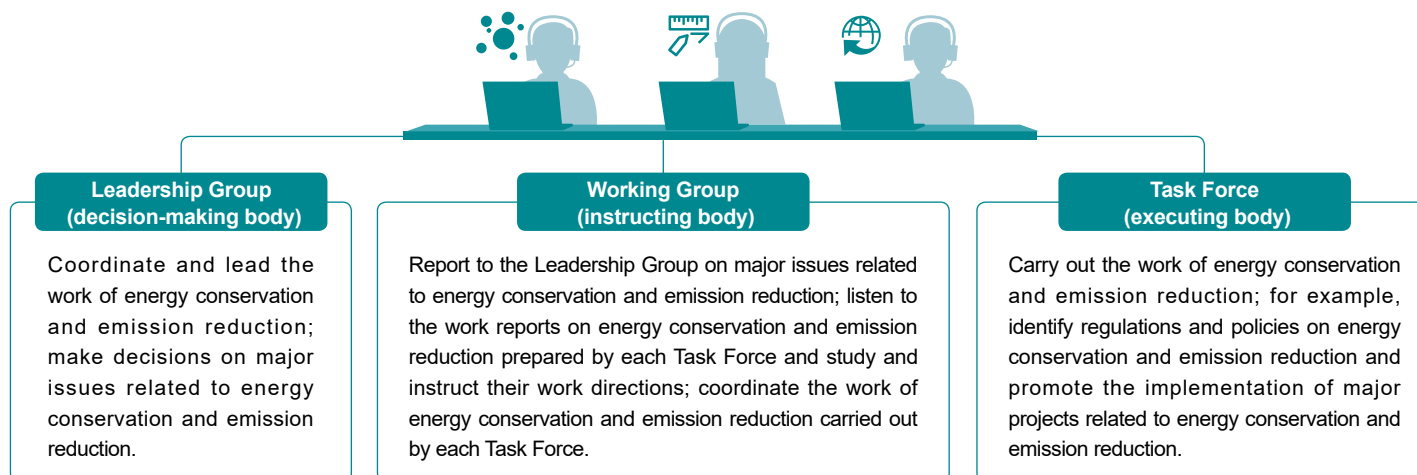 Leadership Group
(decision-making body)
Coordinate and lead the
work of energy conservation
and emission reduction;
make decisions on major
issues related to energy
conservation and emission
reduction.
Working Group
(instructing body)
Report to the Leadership Group on major issues related
to energy conservation and emission reduction; listen to
the work reports on energy conservation and emission
reduction prepared by each Task Force and study and
instruct their work directions; coordinate the work of
energy conservation and emission reduction carried out
by each Task Force.
Task Force
(executing body)
Carry out the work of energy conservation
and emission reduction; for example,
identify regulations and policies on energy
conservation and emission reduction and
promote the implementation of major
projects related to energy conservation and
emission reduction.